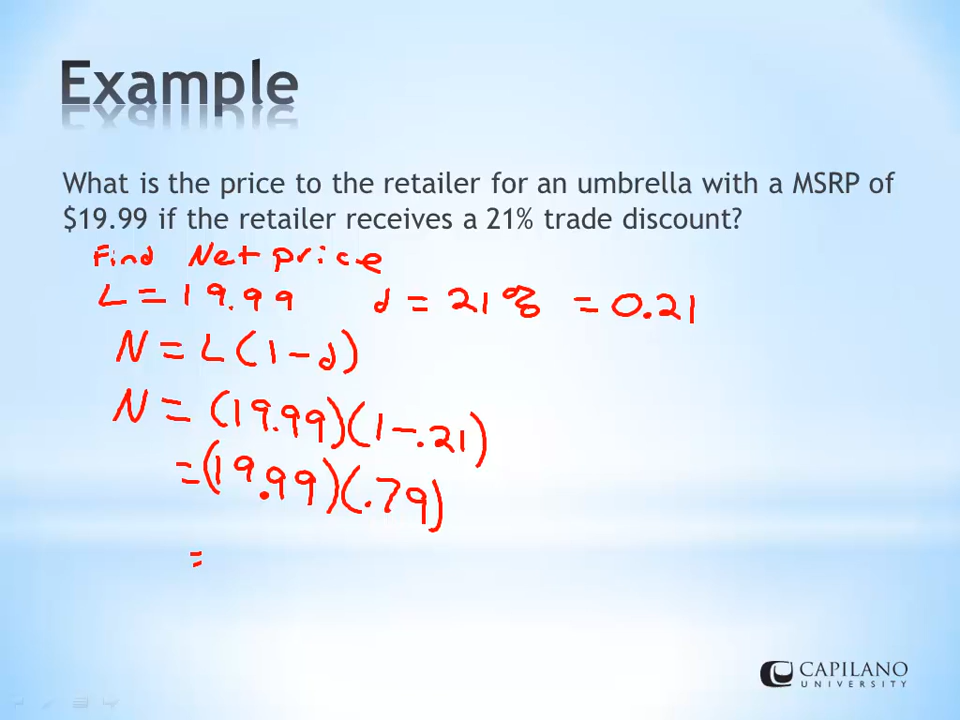 Example
What is the price to the retailer for an umbrella with a MSRP of
$19.99 if the retailer receives a 21% trade discount?
Find Net price
L = 19.99 d = 21% = 0.21
N = L(1-d)
N = (19.99)(1-.21)
=(19.99)(.79)
=
CAPILANO
UNIVERSITY